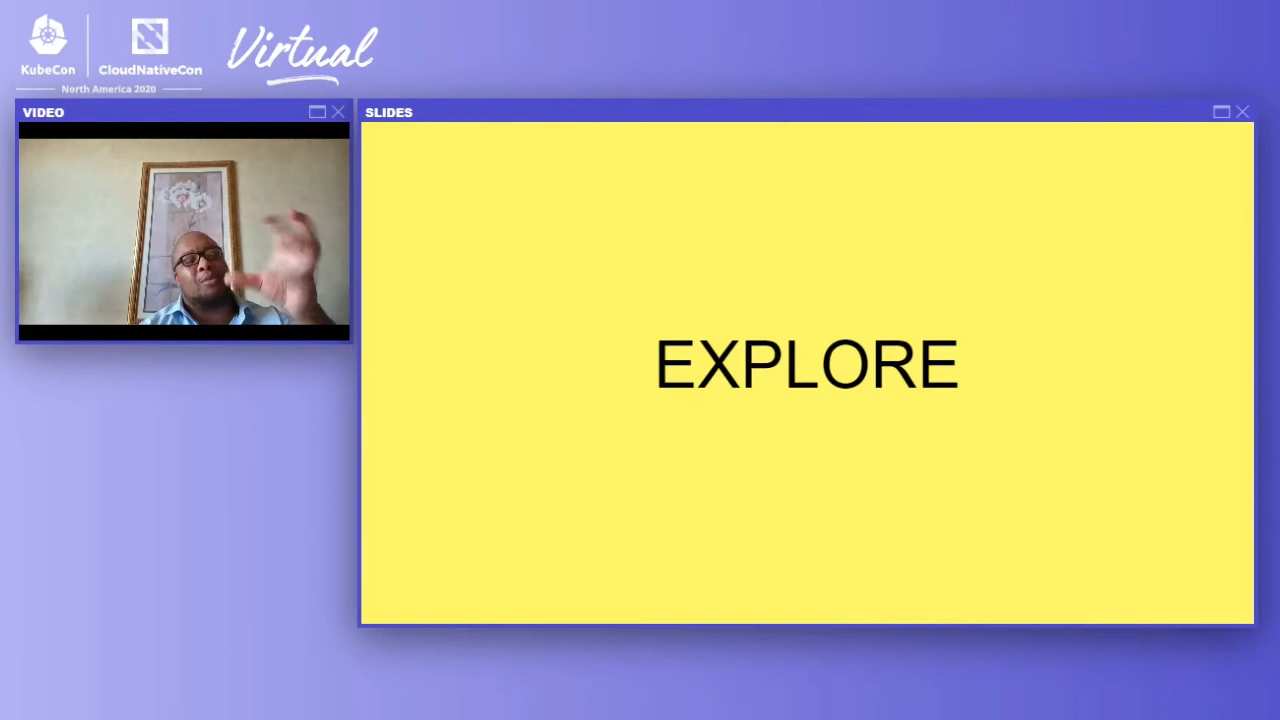 KubeCon
CloudNativeCon
North America 2020
Virtual
VIDEO
SLIDES
EXPLORE